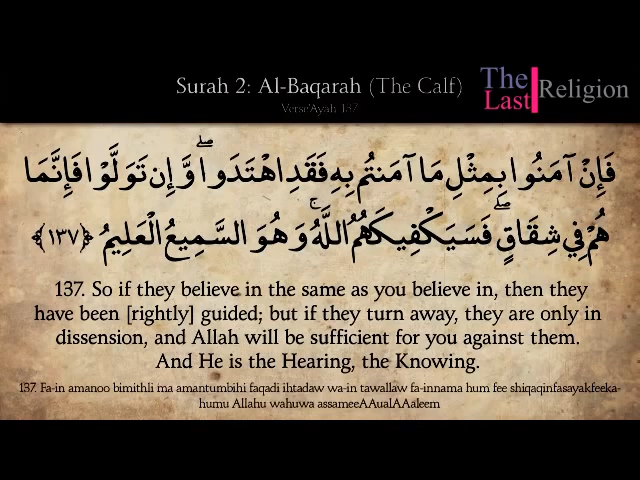 Surah 2: Al-Baqarah (The Calf)
Verse/Ayah 137
The
Last
Religion
فَإِنْ آمَنُوا بِمِثْلِ مَا آمَنتُم بِهِ فَقَدِ اهْتَدَوا ۖ وَّإِن تَوَلَّوْا فَإِنَّمَا
هُمْ فِي شِقَاقٍ ۖ فَسَيَكْفِيكَهُمُ اللَّهُ ۚ وَهُوَ السَّمِيعُ الْعَلِيمُ ﴿١٣٧﴾
137. So if they believe in the same as you believe in, then they
have been [rightly] guided; but if they turn away, they are only in
dissension, and Allah will be sufficient for you against them.
And He is the Hearing, the Knowing.
137. Fa-in amanoo bimithli ma amantumbihi faqadi ihtadaw wa-in tawallaw fa-innama hum fee shiqaqinfasayakfeeka-
humu Allahu wahuwa assameeAAualAAaleem